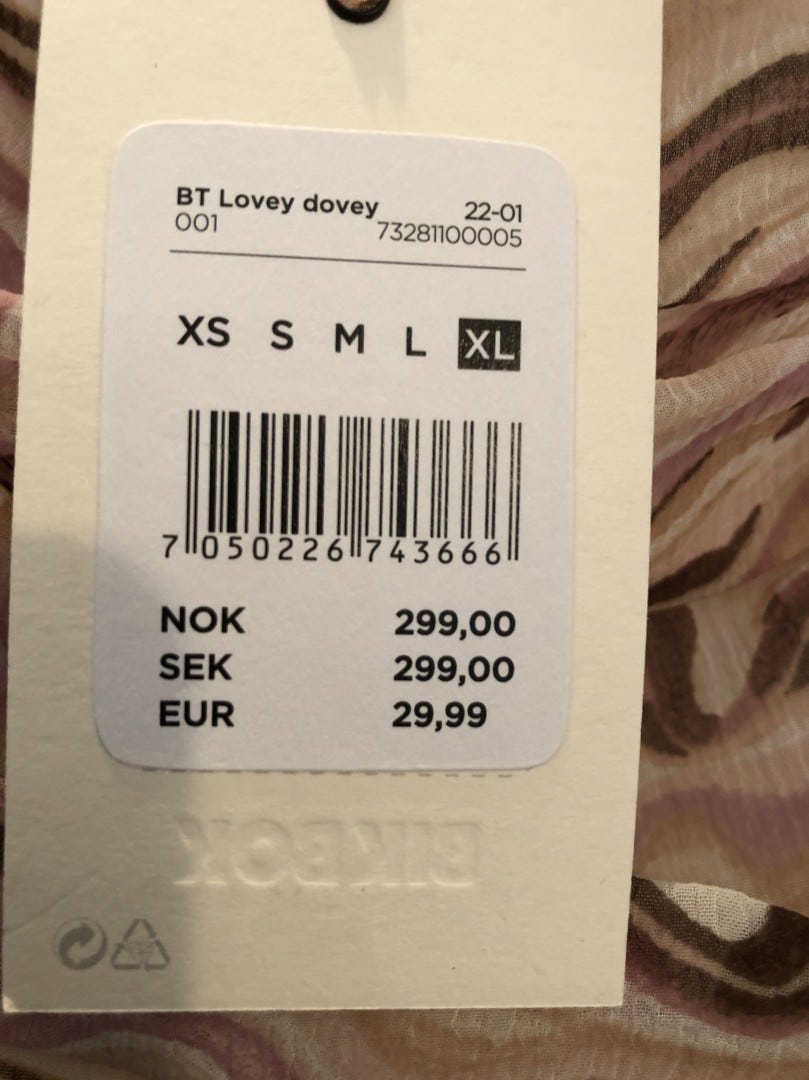 BT Lovey dovey 22-01
001 73281100005
XS S M L XL
7 050226 743666
NOK 299,00
SEK 299,00
EUR 29,99
BIKBOK